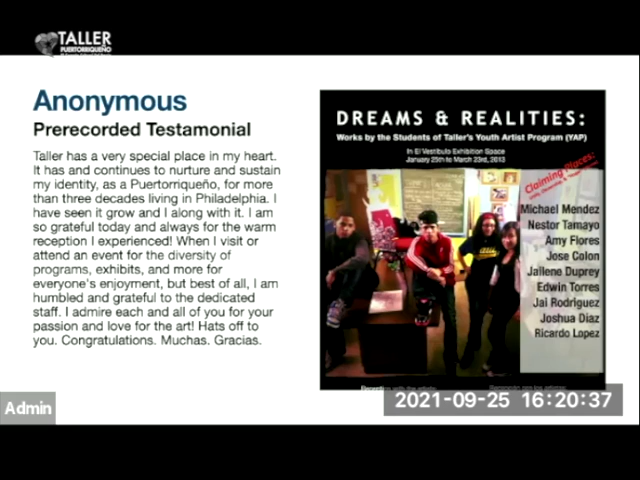 TALLER
PUERTORRIQUEÑO
Anonymous
Prerecorded Testamonial
Taller has a very special place in my heart.
It has and continues to nurture and sustain
my identity, as a Puertorriqueño, for more
than three decades living in Philadelphia. I
have seen it grow and I along with it. I am
so grateful today and always for the warm
reception I experienced! When I visit or
attend an event for the diversity of
programs, exhibits, and more for
everyone's enjoyment, but best of all, I am
humbled and grateful to the dedicated
staff. I admire each and all of you for your
passion and love for the art! Hats off to
you. Congratulations. Muchas. Gracias.
DREAMS & REALITIES:
Works by the Students of Taller's Youth Artist Program (YAP)
In El Vestibulo Exhibition Space
January 25th to March 23rd, 2013
Claiming Places:
Michael Mendez
Nestor Tamayo
Amy Flores
Jose Colon
Jailene Duprey
Edwin Torres
Jai Rodriguez
Joshua Diaz
Ricardo Lopez
Admin
2021-09-25 16:20:37